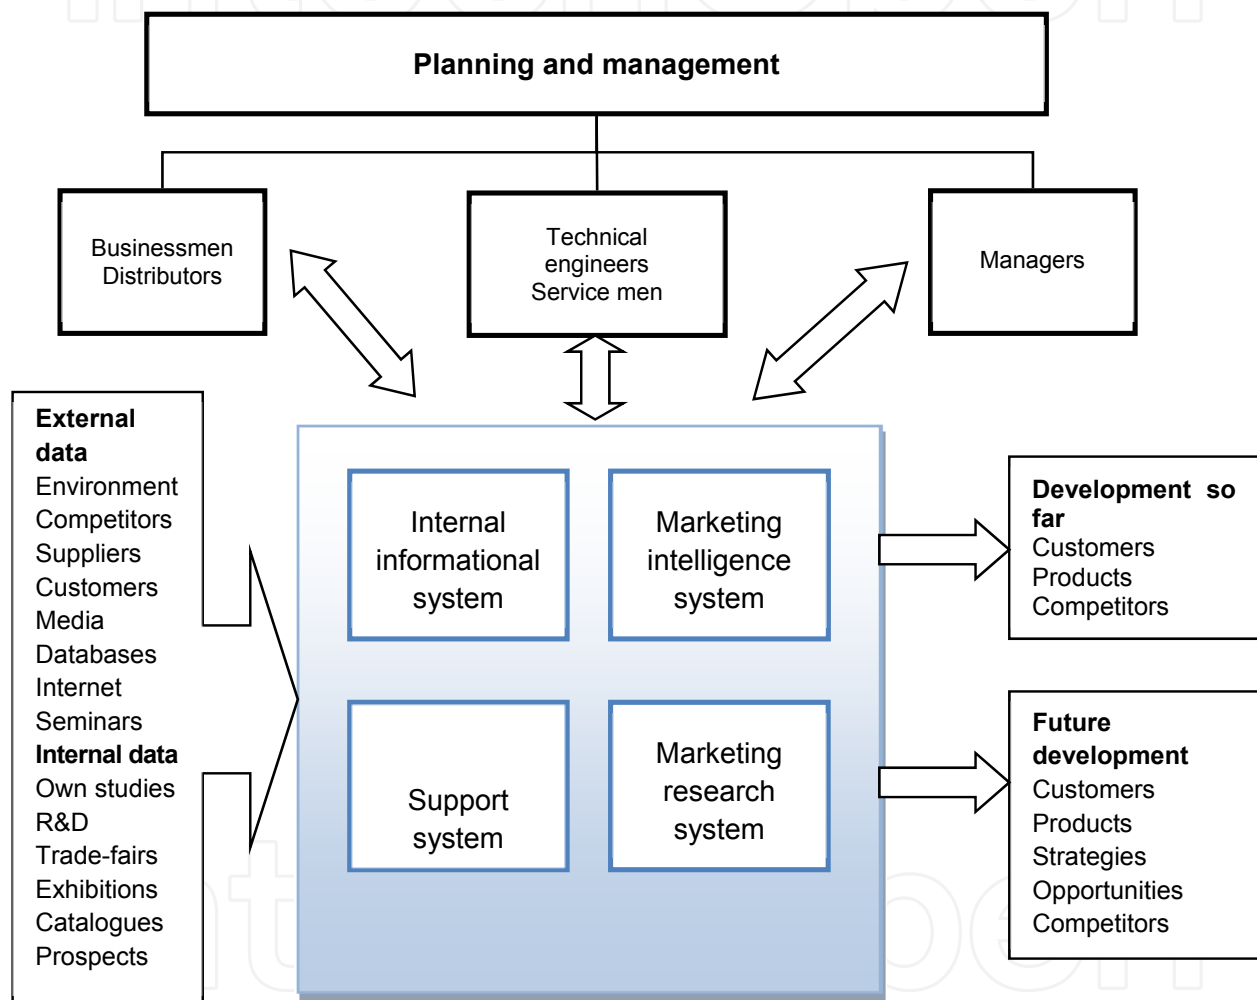 Planning and management
Businessmen
Distributors
Technical
engineers
Service men
Managers
External
data
Environment
Competitors
Suppliers
Customers
Media
Databases
Internet
Seminars
Internal data
Own studies
R&D
Trade-fairs
Exhibitions
Catalogues
Prospects
Internal
informational
system
Marketing
intelligence
system
Support
system
Marketing
research
system
Development so
far
Customers
Products
Competitors
Future
development
Customers
Products
Strategies
Opportunities
Competitors